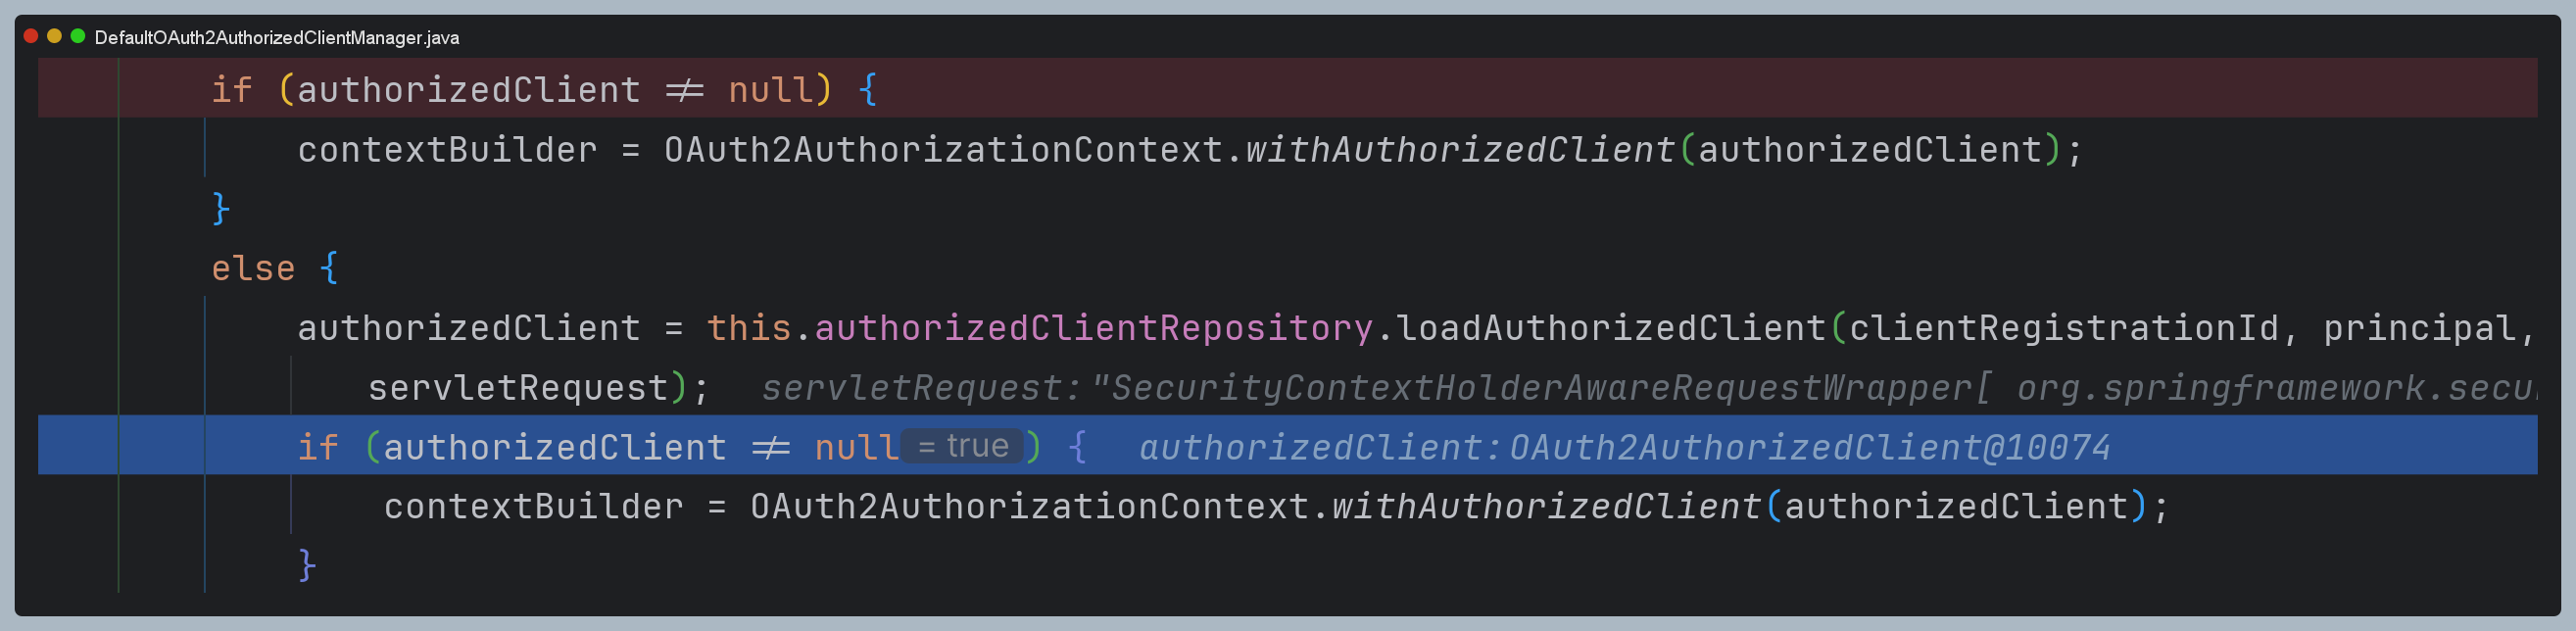 DefaultOAuth2AuthorizedClientManager.java
if (authorizedClient != null) {
contextBuilder = OAuth2AuthorizationContext.withAuthorizedClient(authorizedClient);
}
else {
authorizedClient = this.authorizedClientRepository.loadAuthorizedClient(clientRegistrationId, principal,
servletRequest); servletRequest: "SecurityContextHolderAwareRequestWrapper[ org.springframework.secu
if (authorizedClient != null = true ) { authorizedClient: OAuth2AuthorizedClient@10074
contextBuilder = OAuth2AuthorizationContext.withAuthorizedClient(authorizedClient);
}